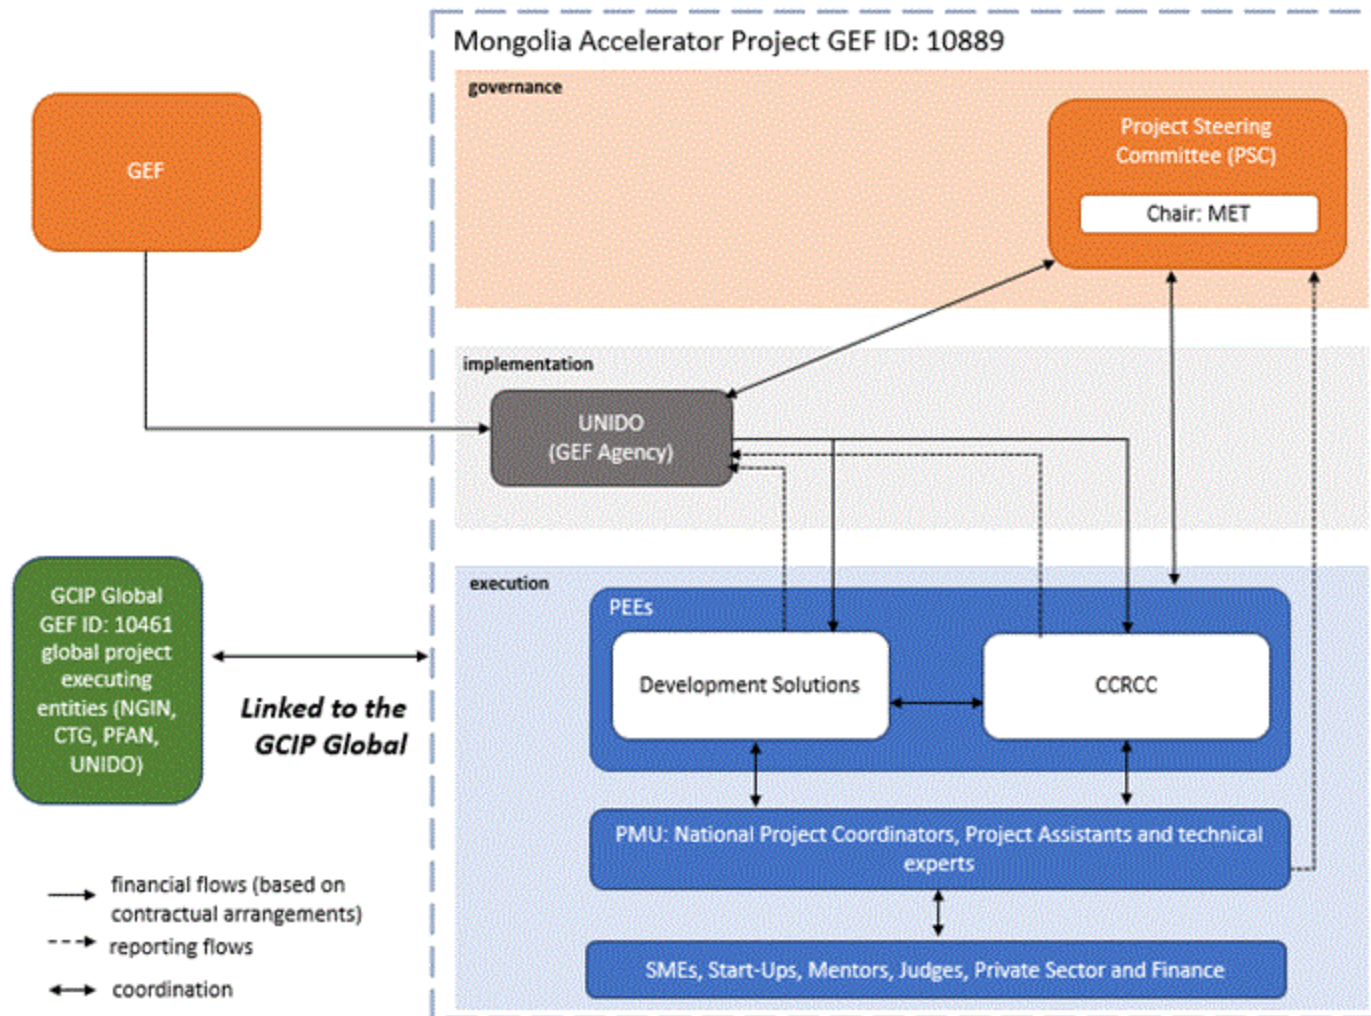 Mongolia Accelerator Project GEF ID: 10889
governance
GEF
Project Steering
Committee (PSC)
Chair: MET
implementation
UNIDO
(GEF Agency)
execution
PEEs
Development Solutions
CCRCC
GCIP Global
GEF ID: 10461
global project
executing
entities (NGIN,
CTG, PFAN,
UNIDO)
Linked to the
GCIP Global
PMU: National Project Coordinators, Project Assistants and technical
experts
SMEs, Start-Ups, Mentors, Judges, Private Sector and Finance
financial flows (based on
contractual arrangements)
reporting flows
coordination